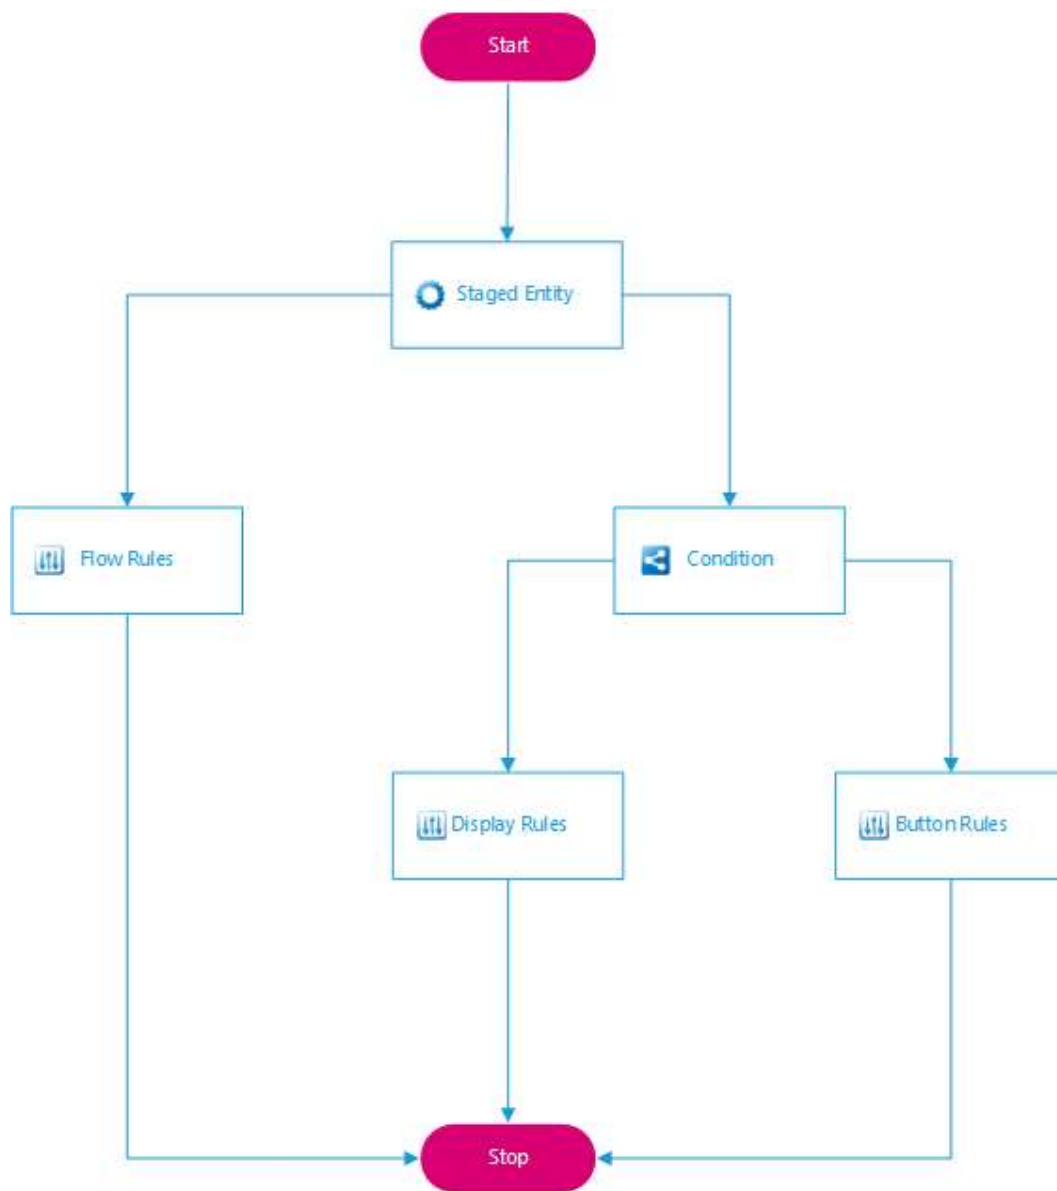 Start
Staged Entity
Flow Rules
Condition
Display Rules
Button Rules
Stop